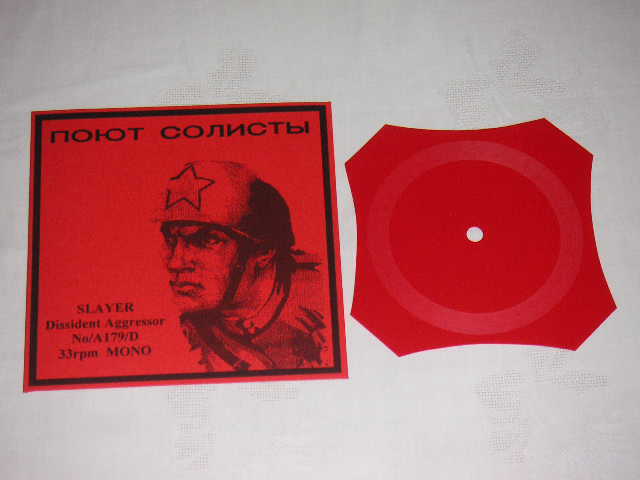 ПОЮТ СОЛИСТЫ
SLAYER
Dissident Aggressor
No/A179/D
33rpm MONO